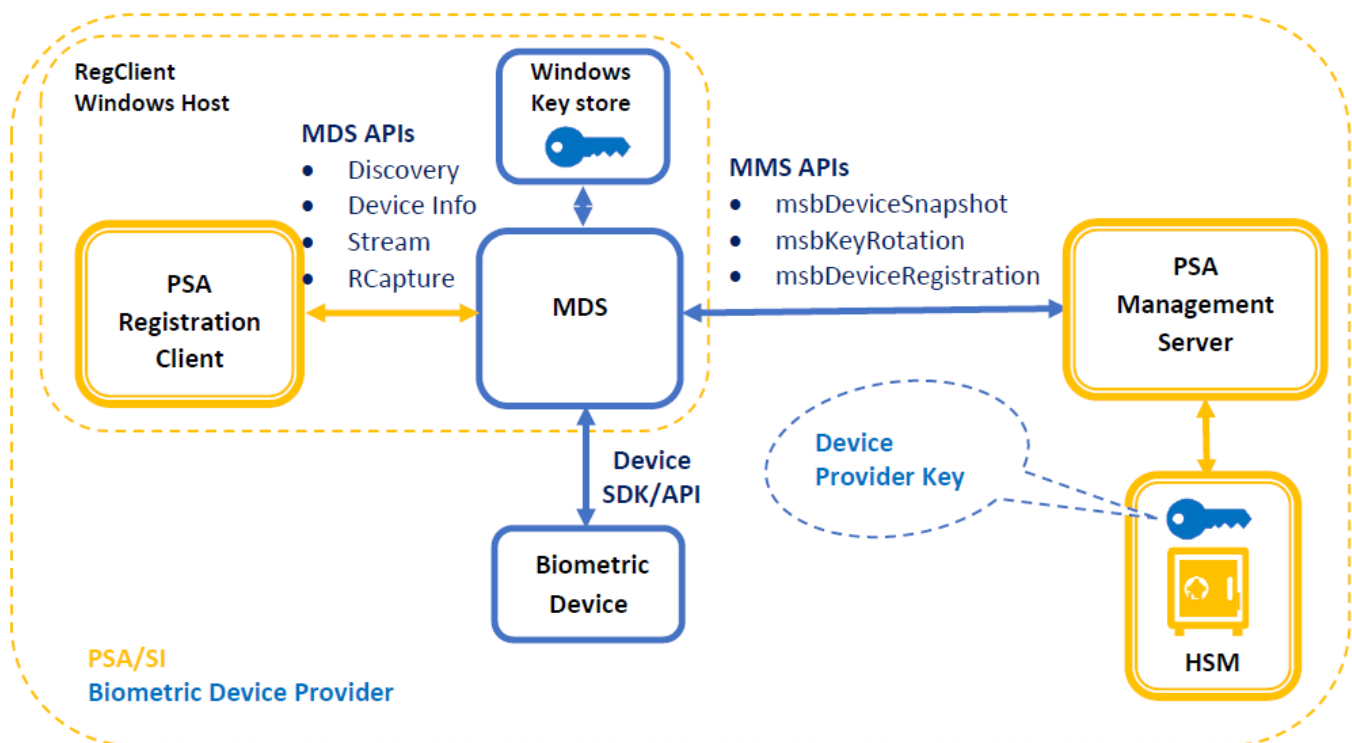 RegClient
Windows Host
Windows
Key store
MDS APIs
• Discovery
• Device Info
• Stream
• RCapture
MMS APIs
• msbDeviceSnapshot
• msbKeyRotation
• msbDeviceRegistration
PSA
Registration
Client
MDS
PSA
Management
Server
Device
SDK/API
Device
Provider Key
Biometric
Device
HSM
PSA/SI
Biometric Device Provider